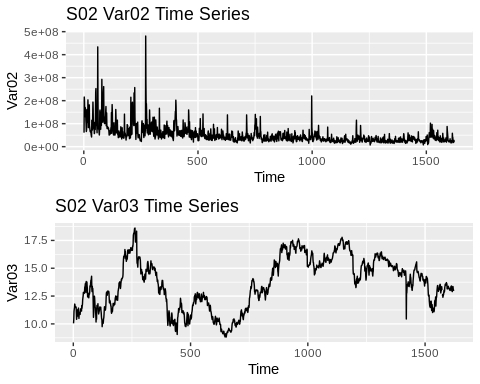 S02 Var02 Time Series
5e+08
4e+08
3e+08
2e+08
1e+08
0e+00
Var02
0 500 1000 1500
Time
S02 Var03 Time Series
17.5
15.0
12.5
10.0
Var03
0 500 1000 1500
Time